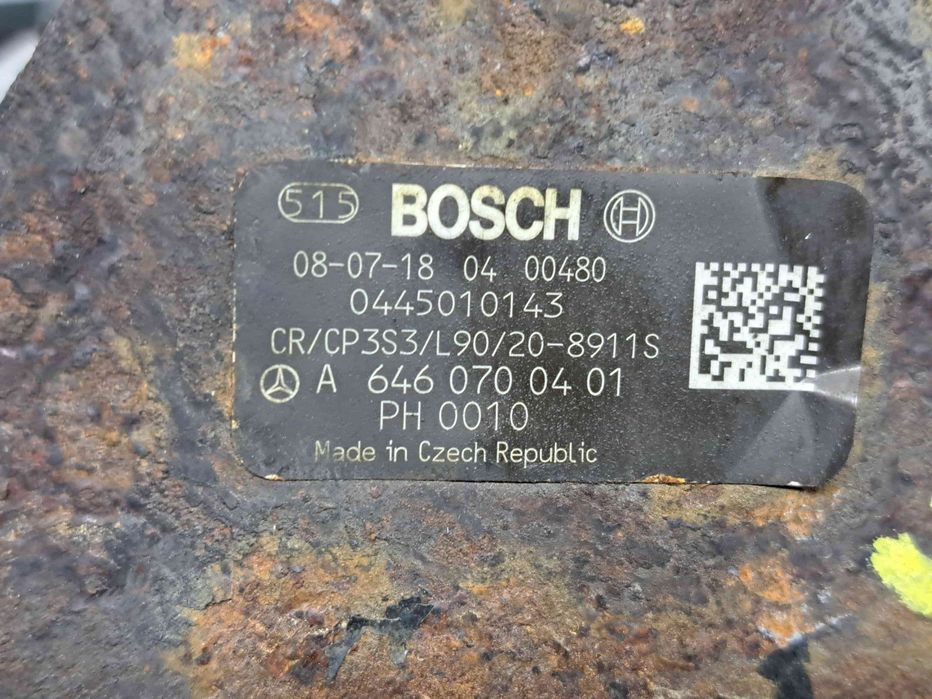 515 BOSCH
08-07-18 04 00480
0445010143
CR/CP3S3/L90/20-8911S
A 646 070 04 01
PH 0010
Made in Czech Republic